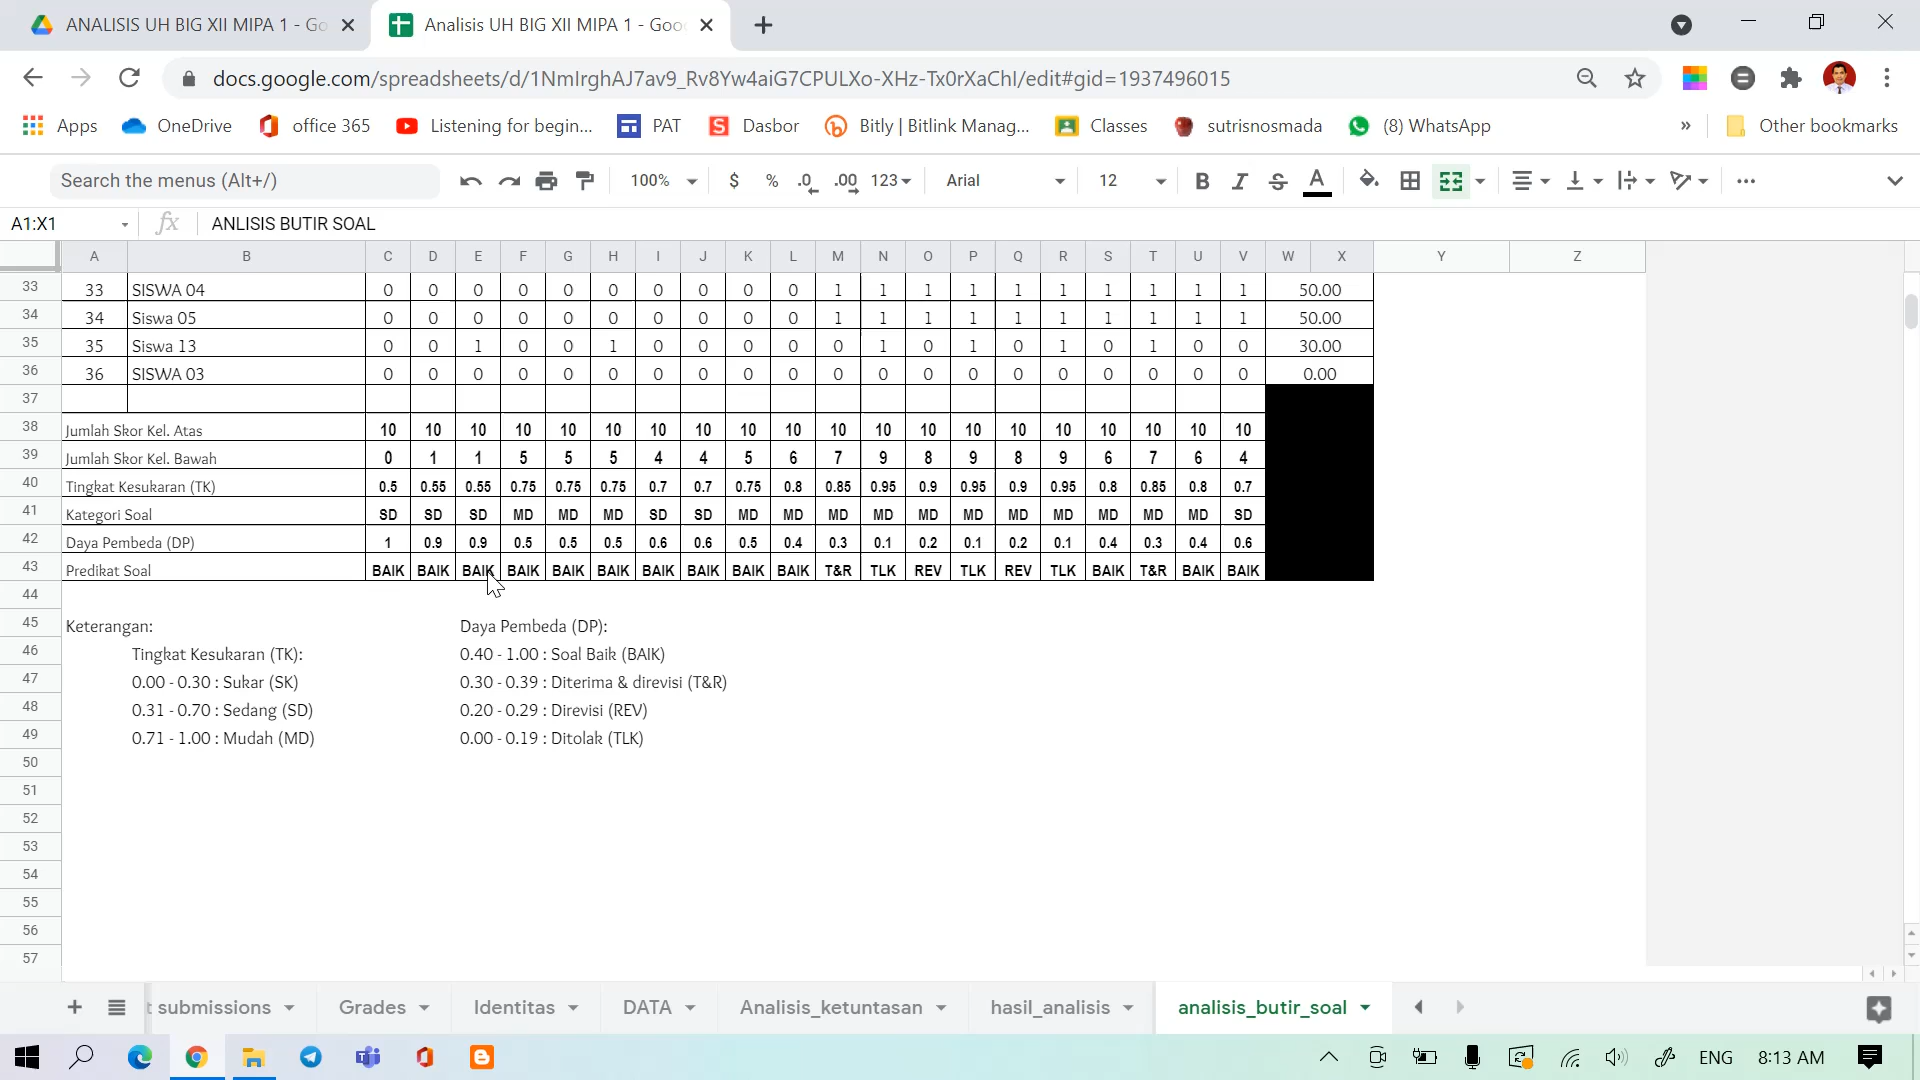 ANALISIS UH BIG XII MIPA 1 - Go
Analisis UH BIG XII MIPA 1 - Goo
docs.google.com/spreadsheets/d/1NmIrghAJ7av9_Rv8Yw4aiG7CPULXo-XHz-Tx0rXaChI/edit#gid=1937496015
Apps OneDrive office 365 Listening for begin... PAT Dasbor Bitly | Bitlink Manag... Classes sutrisnosmada (8) WhatsApp » Other bookmarks
Search the menus (Alt+/) 100% $ % .0 .00 123 Arial 12 B I S A
A1:X1 fx ANLISIS BUTIR SOAL
A B C D E F G H I J K L M N O P Q R S T U V W X Y Z
33 33 SISWA 04 0 0 0 0 0 0 0 0 0 0 1 1 1 1 1 1 1 1 1 1 50.00
34 34 Siswa 05 0 0 0 0 0 0 0 0 0 0 1 1 1 1 1 1 1 1 1 1 50.00
35 35 Siswa 13 0 0 1 0 0 1 0 0 0 0 0 1 0 1 0 1 0 1 0 0 30.00
36 36 SISWA 03 0 0 0 0 0 0 0 0 0 0 0 0 0 0 0 0 0 0 0 0 0.00
37
38 Jumlah Skor Kel. Atas 10 10 10 10 10 10 10 10 10 10 10 10 10 10 10 10 10 10 10 10
39 Jumlah Skor Kel. Bawah 0 1 1 5 5 5 4 4 5 6 7 9 8 9 8 9 6 7 6 4
40 Tingkat Kesukaran (TK) 0.5 0.55 0.55 0.75 0.75 0.75 0.7 0.7 0.75 0.8 0.85 0.95 0.9 0.95 0.9 0.95 0.8 0.85 0.8 0.7
41 Kategori Soal SD SD SD MD MD MD SD SD MD MD MD MD MD MD MD MD MD MD MD SD
42 Daya Pembeda (DP) 1 0.9 0.9 0.5 0.5 0.5 0.6 0.6 0.5 0.4 0.3 0.1 0.2 0.1 0.2 0.1 0.4 0.3 0.4 0.6
43 Predikat Soal BAIK BAIK BAIK BAIK BAIK BAIK BAIK BAIK BAIK BAIK T&R TLK REV TLK REV TLK BAIK T&R BAIK BAIK
44
45 Keterangan: Daya Pembeda (DP):
46 Tingkat Kesukaran (TK): 0.40 - 1.00 : Soal Baik (BAIK)
47 0.00 - 0.30 : Sukar (SK) 0.30 - 0.39 : Diterima & direvisi (T&R)
48 0.31 - 0.70 : Sedang (SD) 0.20 - 0.29 : Direvisi (REV)
49 0.71 - 1.00 : Mudah (MD) 0.00 - 0.19 : Ditolak (TLK)
50
51
52
53
54
55
56
57
t submissions Grades Identitas DATA Analisis_ketuntasan hasil_analisis analisis_butir_soal
ENG 8:13 AM